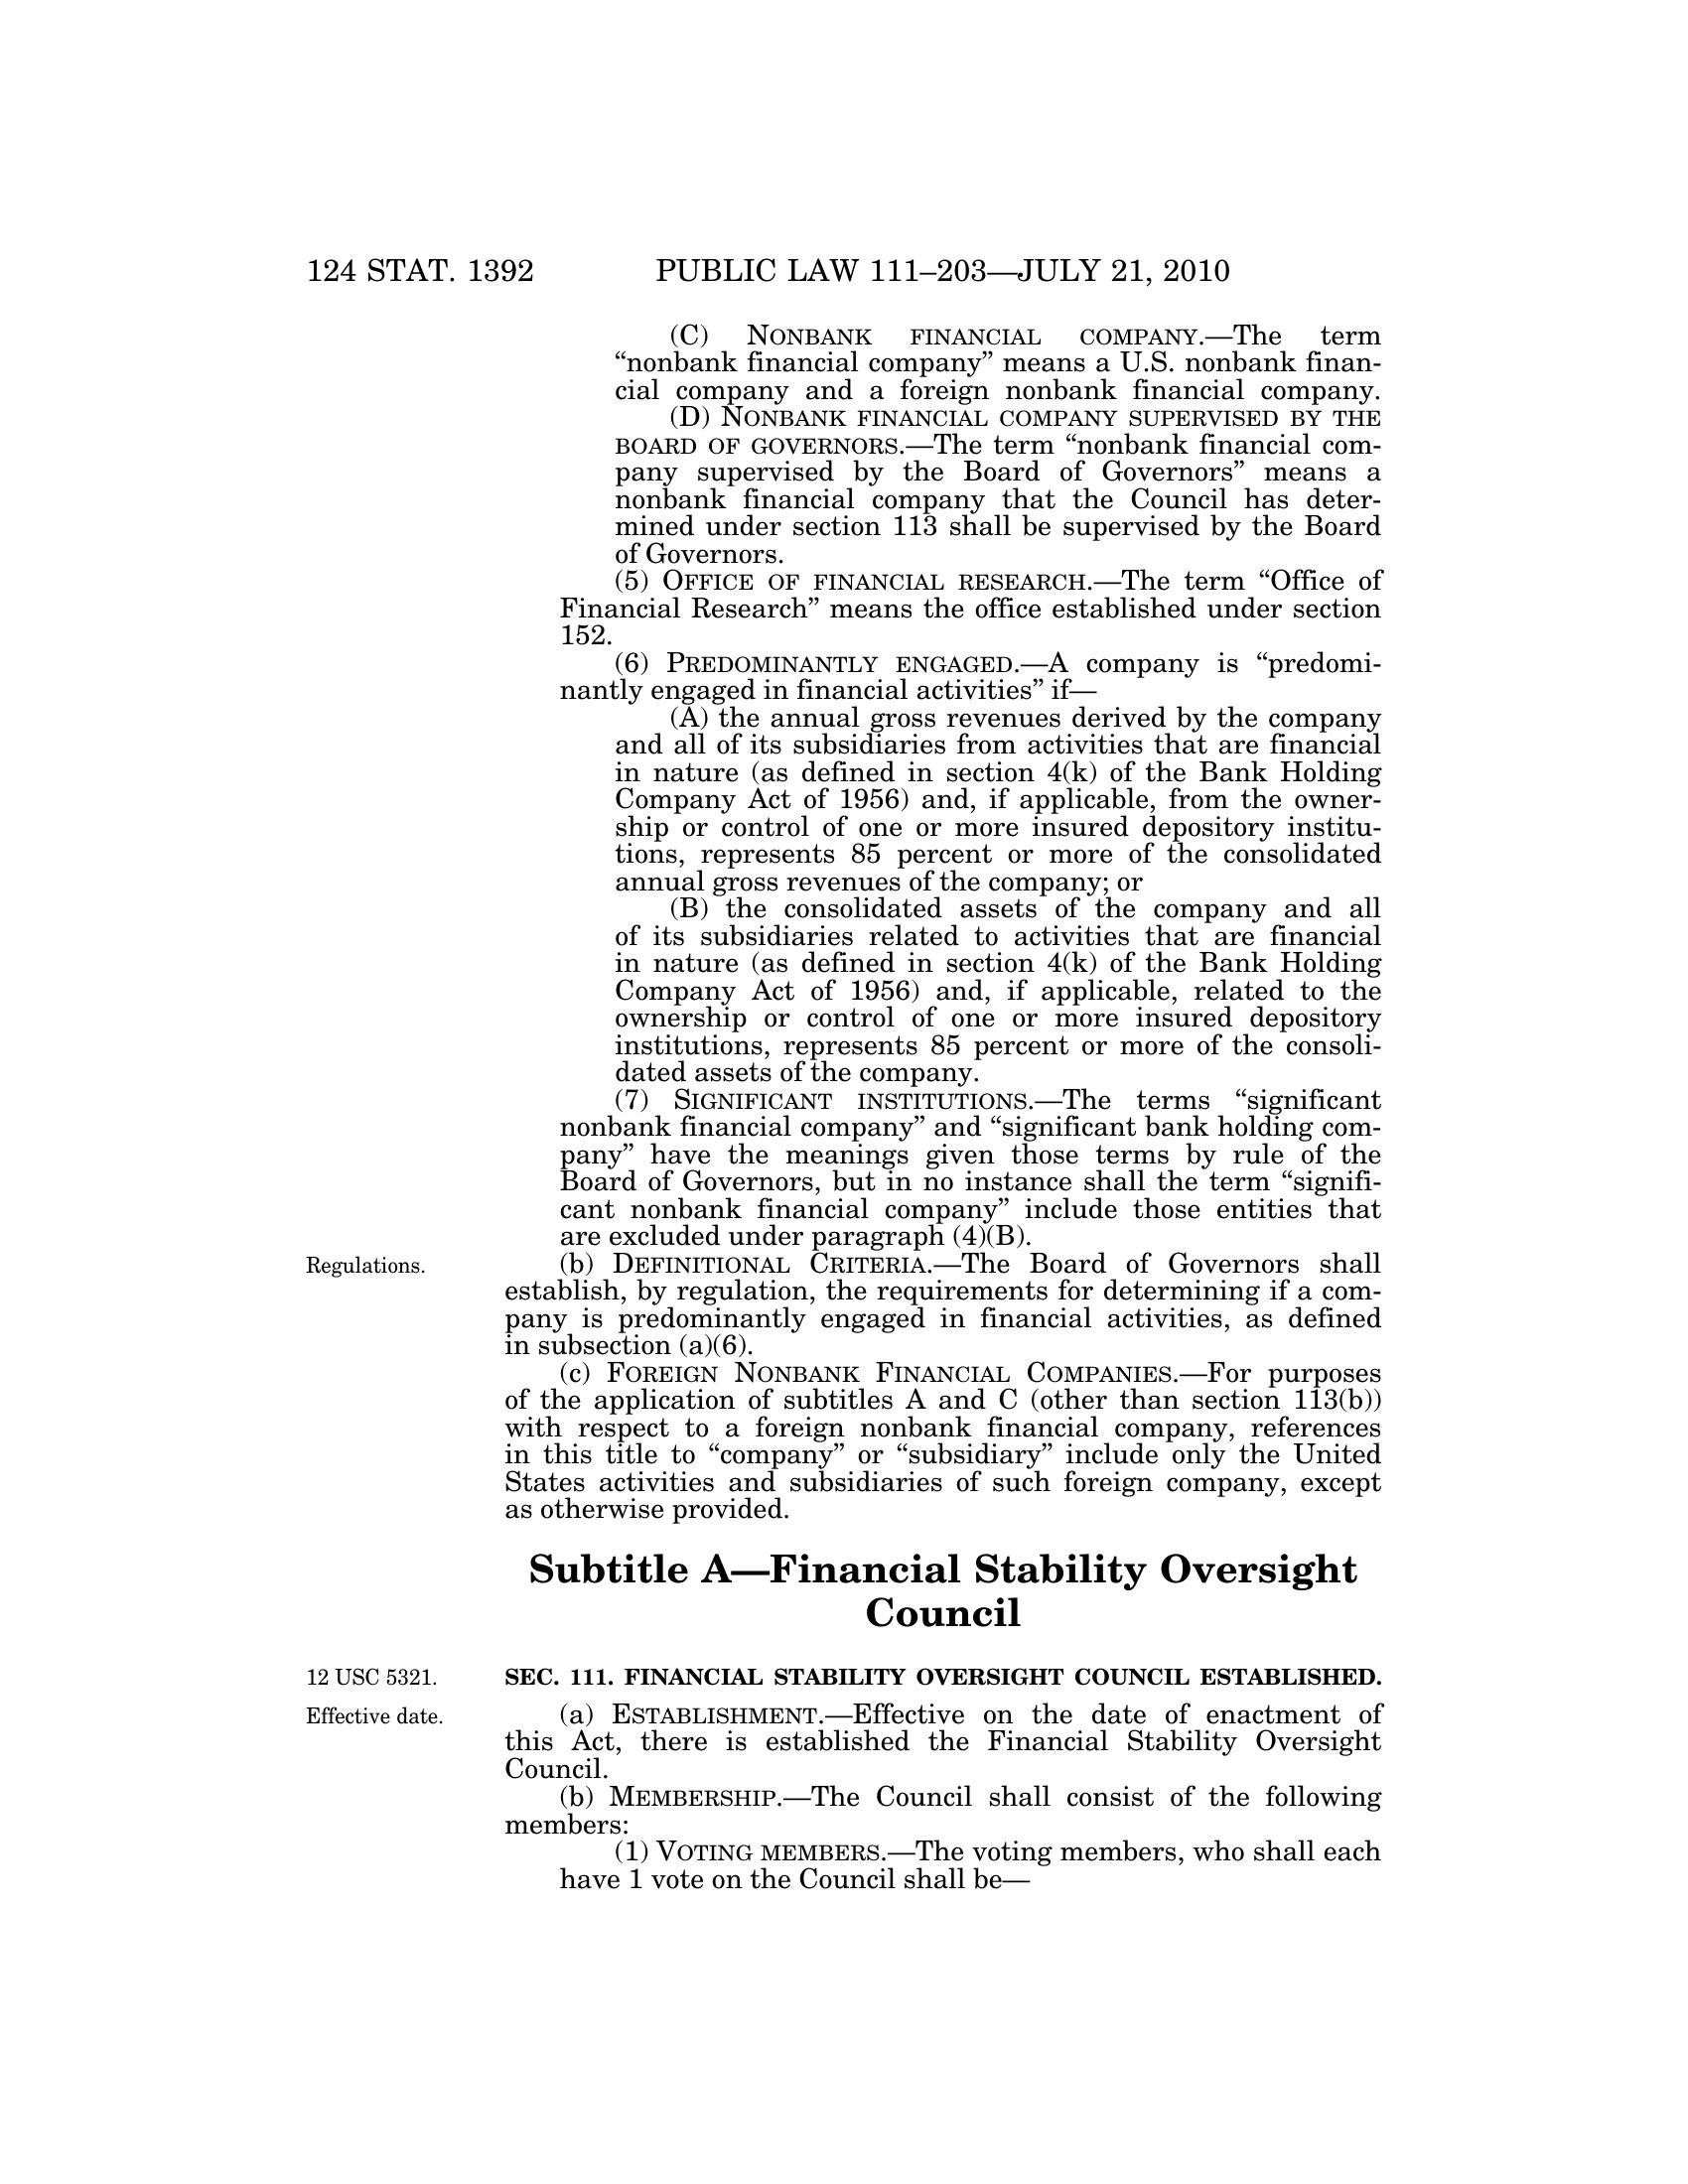 124 STAT. 1392
PUBLIC LAW 111–203—JULY 21, 2010
(C) NONBANK FINANCIAL COMPANY.—The term
“nonbank financial company” means a U.S. nonbank finan-
cial company and a foreign nonbank financial company.
(D) NONBANK FINANCIAL COMPANY SUPERVISED BY THE
BOARD OF GOVERNORS.—The term “nonbank financial com-
pany supervised by the Board of Governors” means a
nonbank financial company that the Council has deter-
mined under section 113 shall be supervised by the Board
of Governors.
(5) OFFICE OF FINANCIAL RESEARCH.—The term “Office of
Financial Research” means the office established under section
152.
(6) PREDOMINANTLY ENGAGED.—A company is “predomi-
nantly engaged in financial activities” if—
(A) the annual gross revenues derived by the company
and all of its subsidiaries from activities that are financial
in nature (as defined in section 4(k) of the Bank Holding
Company Act of 1956) and, if applicable, from the owner-
ship or control of one or more insured depository institu-
tions, represents 85 percent or more of the consolidated
annual gross revenues of the company; or
(B) the consolidated assets of the company and all
of its subsidiaries related to activities that are financial
in nature (as defined in section 4(k) of the Bank Holding
Company Act of 1956) and, if applicable, related to the
ownership or control of one or more insured depository
institutions, represents 85 percent or more of the consoli-
dated assets of the company.
(7) SIGNIFICANT INSTITUTIONS.—The terms “significant
nonbank financial company” and “significant bank holding com-
pany” have the meanings given those terms by rule of the
Board of Governors, but in no instance shall the term “signifi-
cant nonbank financial company” include those entities that
are excluded under paragraph (4)(B).
Regulations.
(b) DEFINITIONAL CRITERIA.—The Board of Governors shall
establish, by regulation, the requirements for determining if a com-
pany is predominantly engaged in financial activities, as defined
in subsection (a)(6).
(c) FOREIGN NONBANK FINANCIAL COMPANIES.—For purposes
of the application of subtitles A and C (other than section 113(b))
with respect to a foreign nonbank financial company, references
in this title to “company” or “subsidiary” include only the United
States activities and subsidiaries of such foreign company, except
as otherwise provided.
Subtitle A—Financial Stability Oversight
Council
12 USC 5321.
SEC. 111. FINANCIAL STABILITY OVERSIGHT COUNCIL ESTABLISHED.
Effective date.
(a) ESTABLISHMENT.—Effective on the date of enactment of
this Act, there is established the Financial Stability Oversight
Council.
(b) MEMBERSHIP.—The Council shall consist of the following
members:
(1) VOTING MEMBERS.—The voting members, who shall each
have 1 vote on the Council shall be—